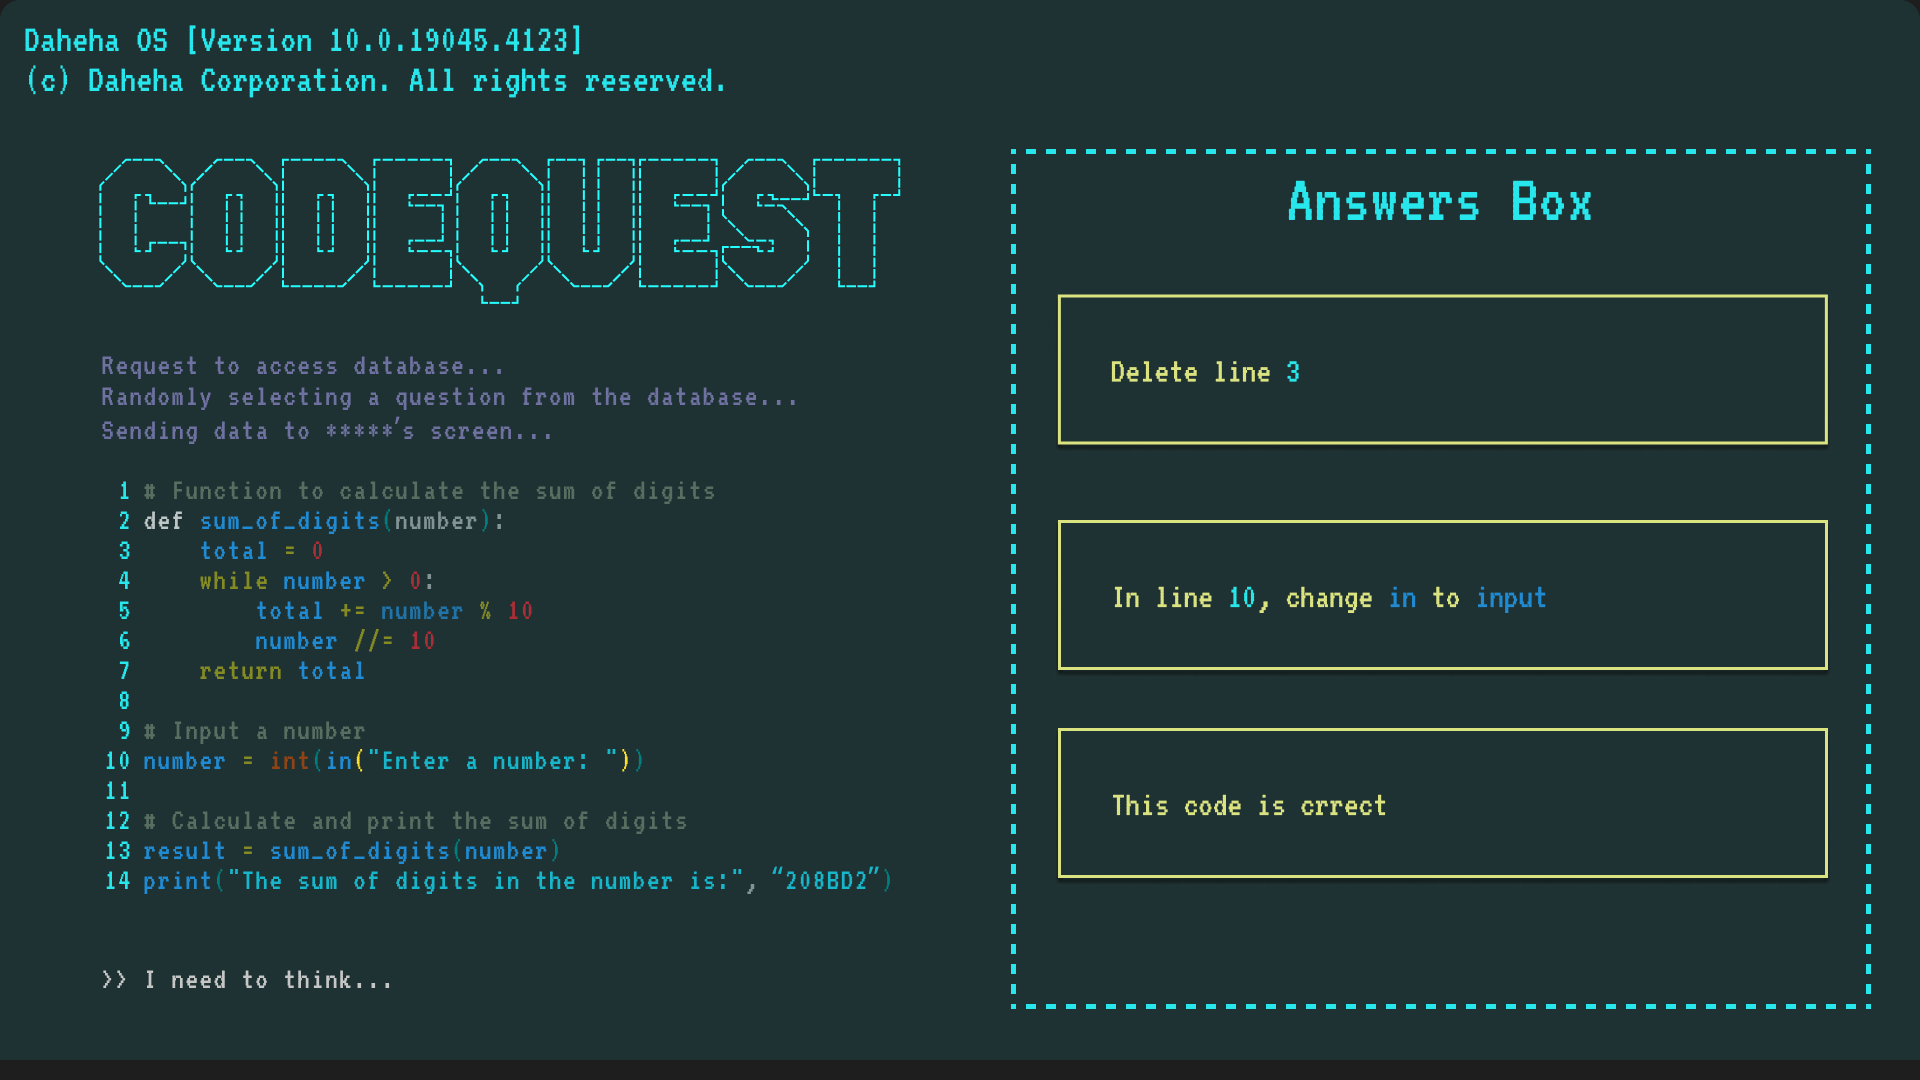 Daheha OS [Version 10.0.19045.4123]
(c) Daheha Corporation. All rights reserved.
CODEQUEST
Request to access database...
Randomly selecting a question from the database...
Sending data to *****'s screen...
1 # Function to calculate the sum of digits
2 def sum_of_digits(number):
3     total = 0
4     while number > 0:
5         total += number % 10
6         number //= 10
7     return total
8
9 # Input a number
10 number = int(in("Enter a number: "))
11
12 # Calculate and print the sum of digits
13 result = sum_of_digits(number)
14 print("The sum of digits in the number is:", “208BD2”)
>> I need to think...
Answers Box
Delete line 3
In line 10, change in to input
This code is crrect